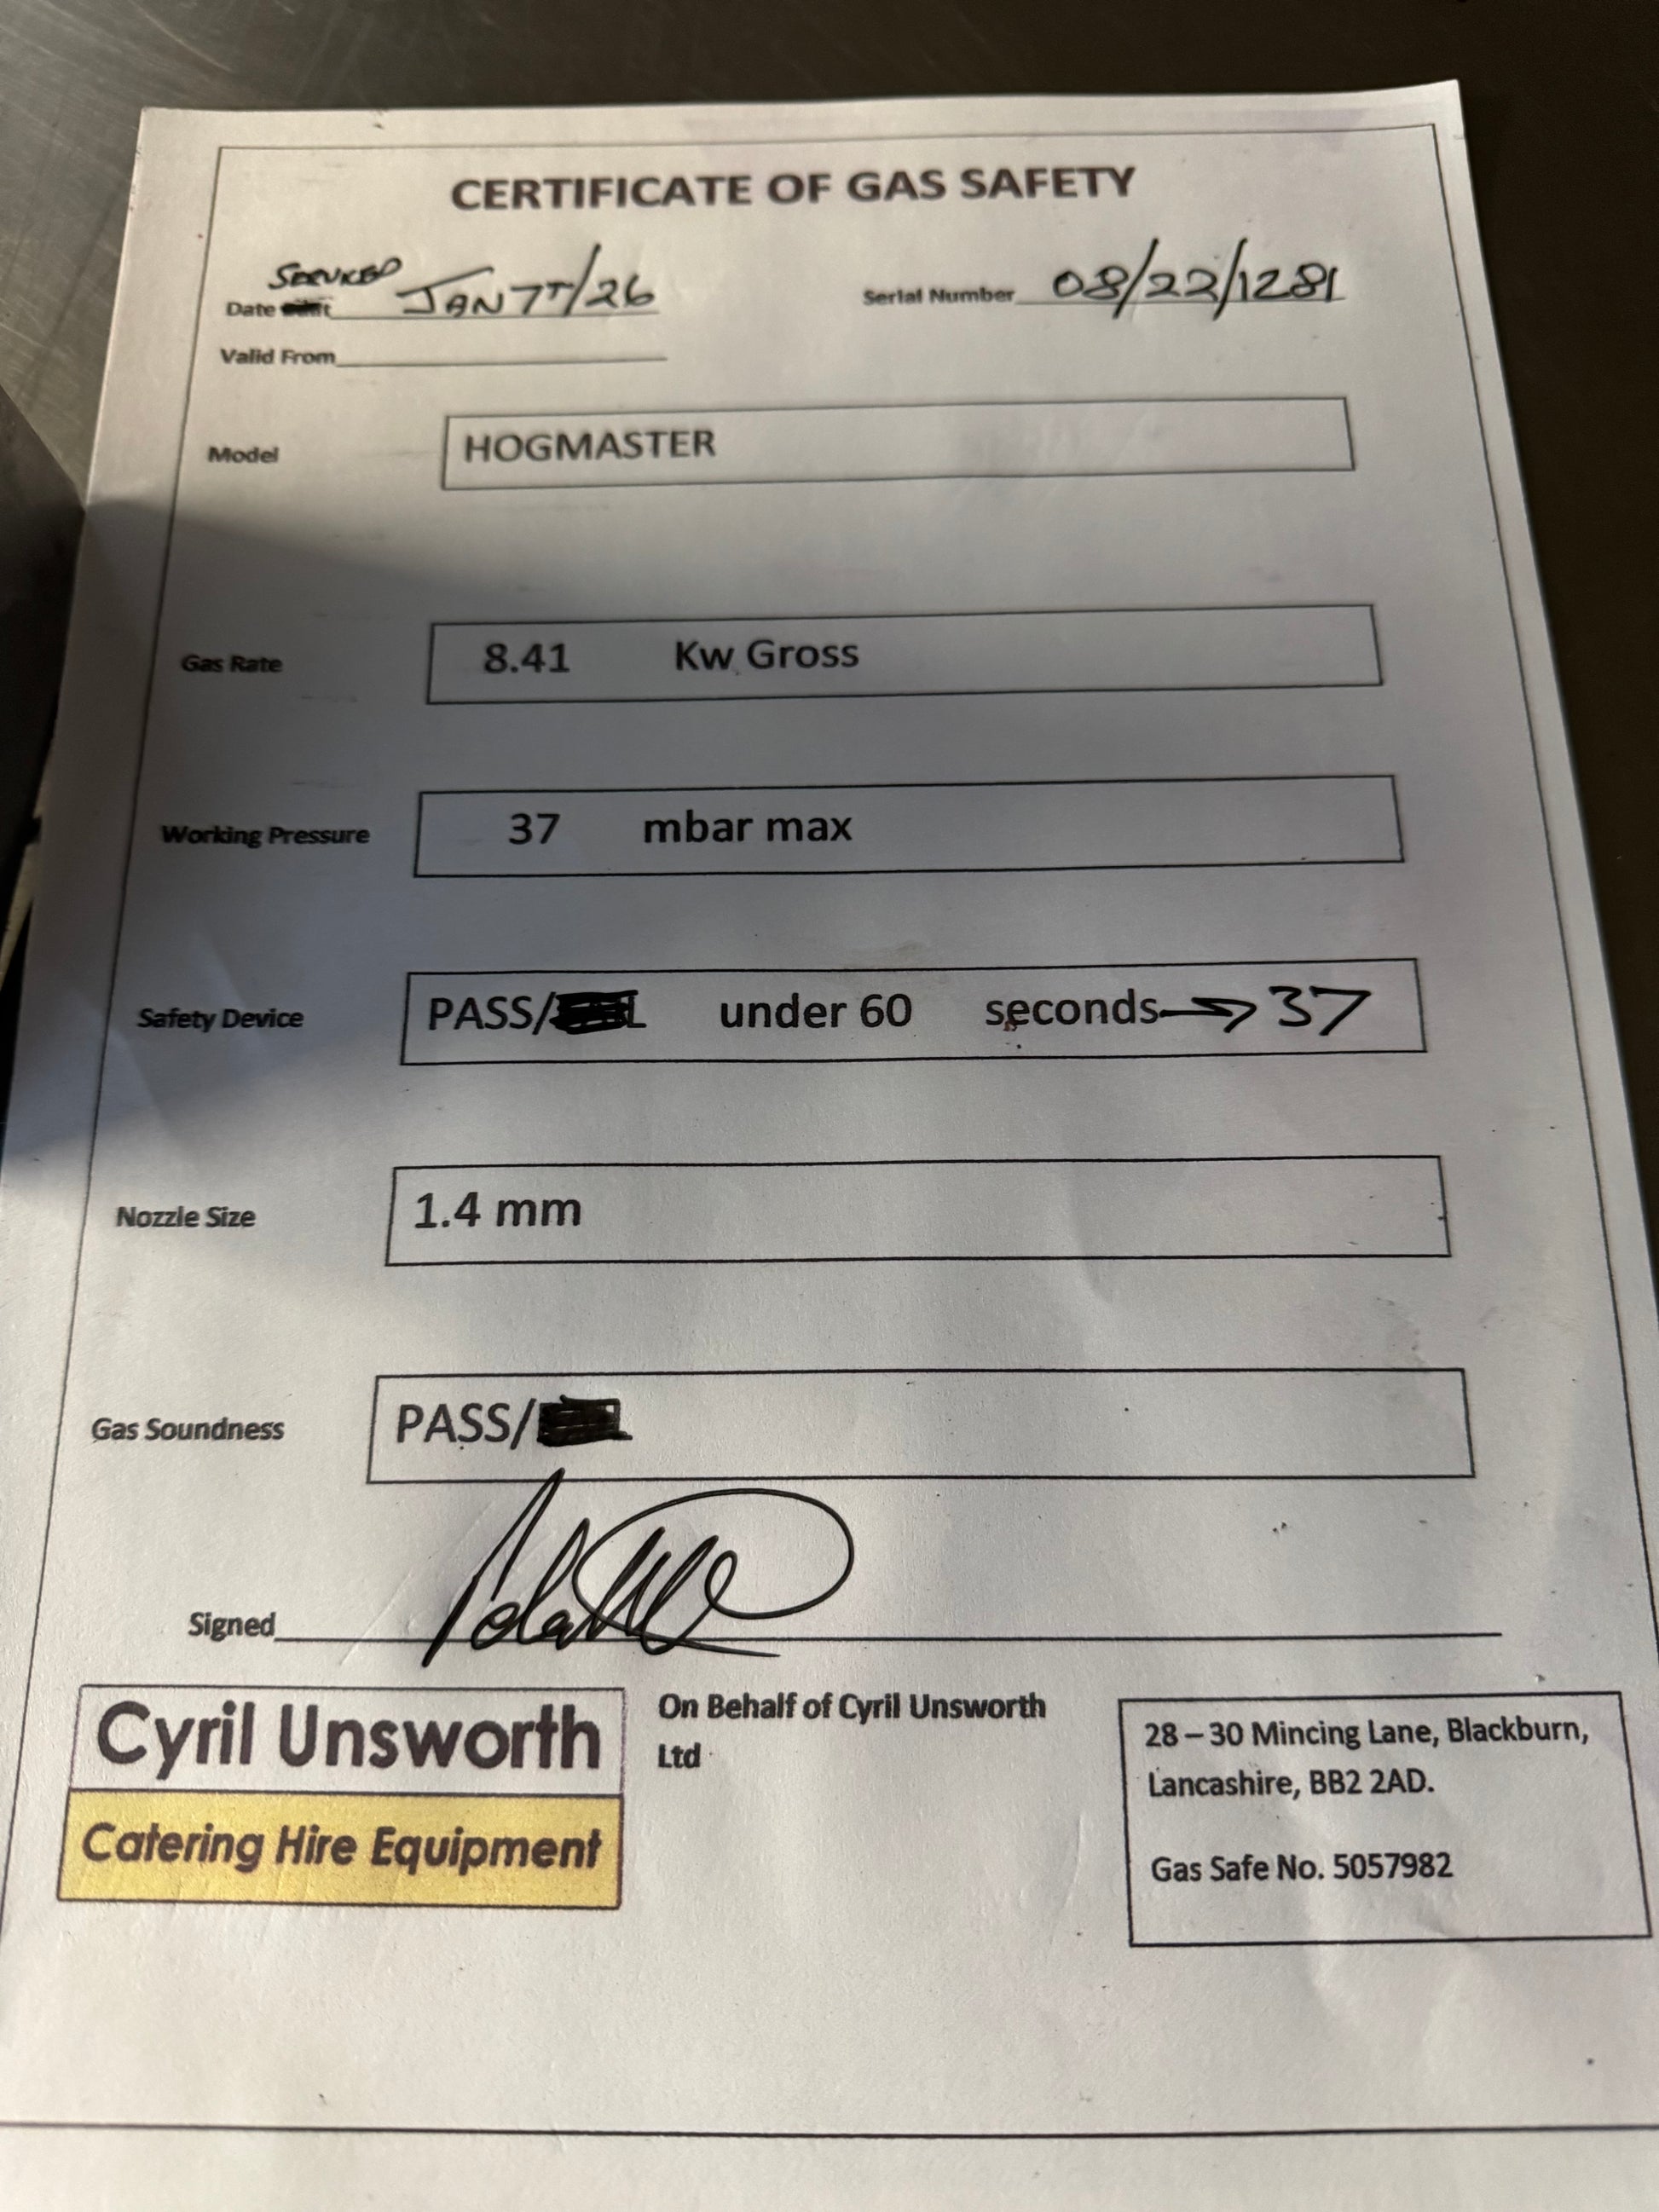 CERTIFICATE OF GAS SAFETY
SERVICED
Date JAN 7T/26
Serial Number 08/22/1281
Valid From
Model HOGMASTER
Gas Rate 8.41 Kw Gross
Working Pressure 37 mbar max
Safety Device PASS/ under 60 seconds → 37
Nozzle Size 1.4 mm
Gas Soundness PASS/
Signed
Cyril Unsworth
Catering Hire Equipment
On Behalf of Cyril Unsworth
Ltd
28 – 30 Mincing Lane, Blackburn,
Lancashire, BB2 2AD.
Gas Safe No. 5057982